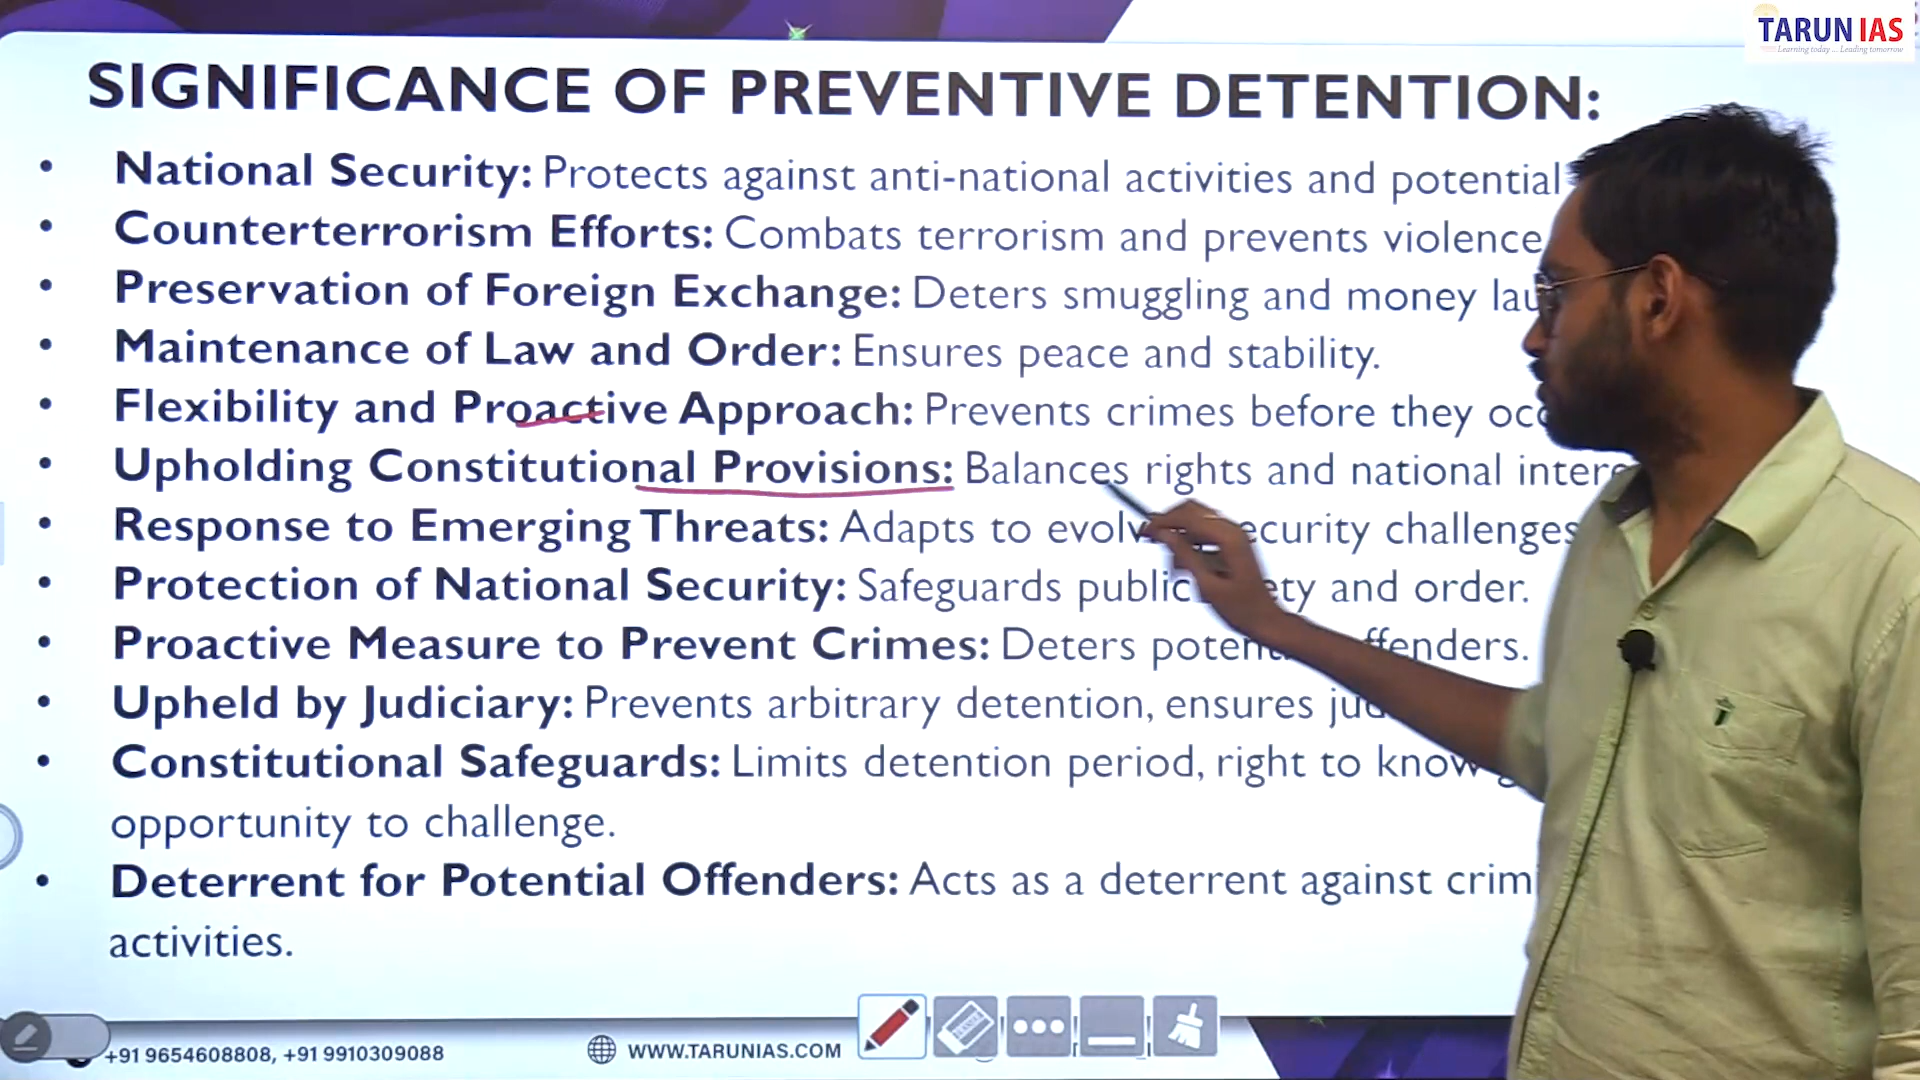 TARUN IAS
Learning today ... Leading tomorrow
SIGNIFICANCE OF PREVENTIVE DETENTION:
• National Security: Protects against anti-national activities and potential
• Counterterrorism Efforts: Combats terrorism and prevents violence
• Preservation of Foreign Exchange: Deters smuggling and money
• Maintenance of Law and Order: Ensures peace and stability.
• Flexibility and Proactive Approach: Prevents crimes before they
• Upholding Constitutional Provisions: Balances rights and national
• Response to Emerging Threats: Adapts to security challenges
• Protection of National Security: Safeguards public and order.
• Proactive Measure to Prevent Crimes: Deters
• Upheld by Judiciary: Prevents arbitrary detention, ensures
• Constitutional Safeguards: Limits detention period, right to know
opportunity to challenge.
• Deterrent for Potential Offenders: Acts as a deterrent against
activities.
+91 9654608808, +91 9910309088
WWW.TARUNIAS.COM